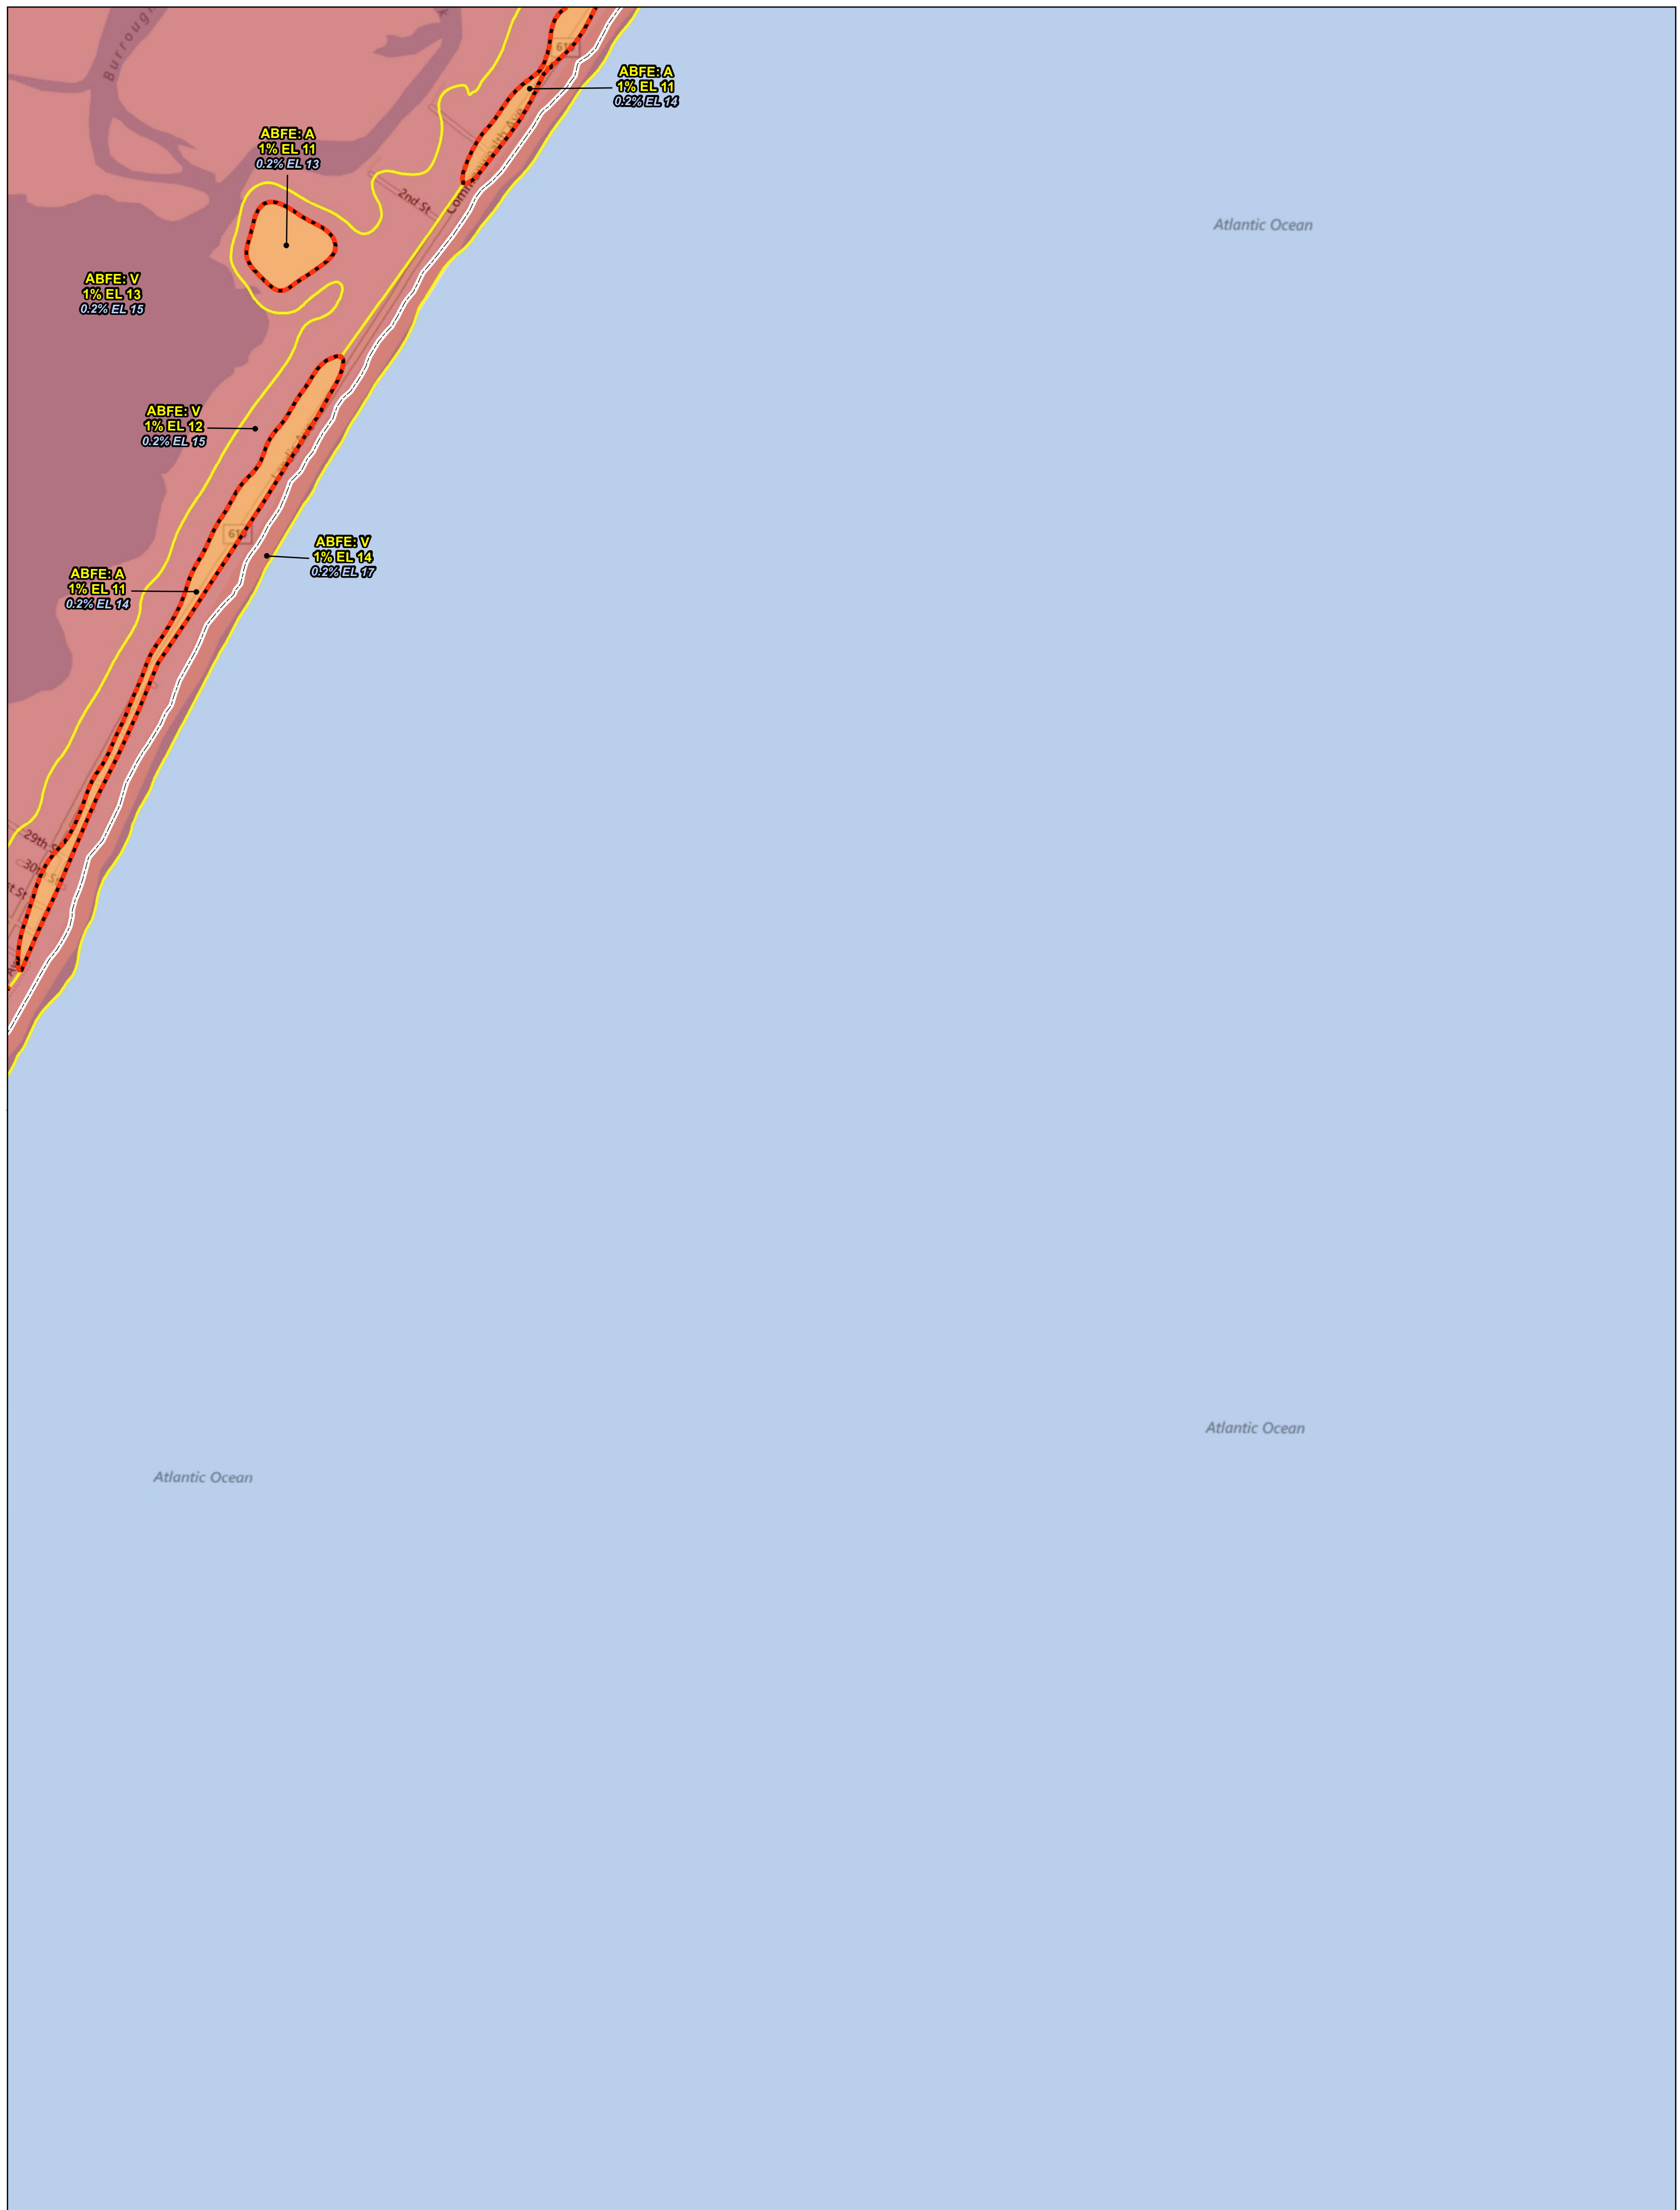 ABFE: A
1% EL 11
0.2% EL 14
ABFE: A
1% EL 11
0.2% EL 13
2nd St
Atlantic Ocean
ABFE: V
1% EL 13
0.2% EL 15
ABFE: V
1% EL 12
0.2% EL 15
ABFE: V
1% EL 14
0.2% EL 17
ABFE: A
1% EL 11
0.2% EL 14
29th S
30th St
st St
Atlantic Ocean
Atlantic Ocean